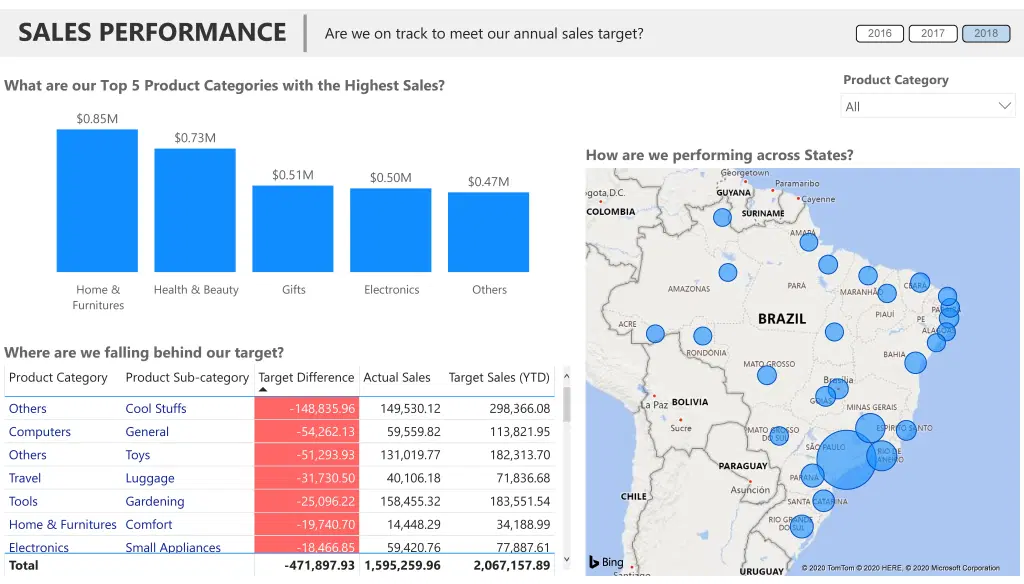 SALES PERFORMANCE
Are we on track to meet our annual sales target?
2016 2017 2018
What are our Top 5 Product Categories with the Highest Sales?
Product Category
All
$0.85M
$0.73M
$0.51M
$0.50M
$0.47M
Home & Furnitures
Health & Beauty
Gifts
Electronics
Others
Where are we falling behind our target?
Product Category Product Sub-category Target Difference Actual Sales Target Sales (YTD)
Others Cool Stuffs -148,835.96 149,530.12 298,366.08
Computers General -54,262.13 59,559.82 113,821.95
Others Toys -51,293.93 131,019.77 182,313.70
Travel Luggage -31,730.50 40,106.18 71,836.68
Tools Gardening -25,096.22 158,455.32 183,551.54
Home & Furnitures Comfort -19,740.70 14,448.29 34,188.99
Electronics Small Appliances -18,466.85 59,420.76 77,887.61
Total -471,897.93 1,595,259.96 2,067,157.89
How are we performing across States?
Georgetown
Paramaribo
GUYANA
Cayenne
COLOMBIA
SURINAME
AMAPÁ
AMAZONAS
PARÁ
MARANHÃO
CEARÁ
PIAUÍ
PE
ACRE
BRAZIL
RONDÔNIA
BAHIA
MATO GROSSO
Brasília
La Paz
BOLIVIA
GOIÁS
MINAS GERAIS
Sucre
MATO GROSSO DO SUL
ESPÍRITO SANTO
SÃO PAULO
RIO DE JANEIRO
PARAGUAY
PARANÁ
Asunción
CHILE
SANTA CATARINA
RIO GRANDE DO SUL
URUGUAY
Bing
© 2020 TomTom © 2020 HERE, © 2020 Microsoft Corporation